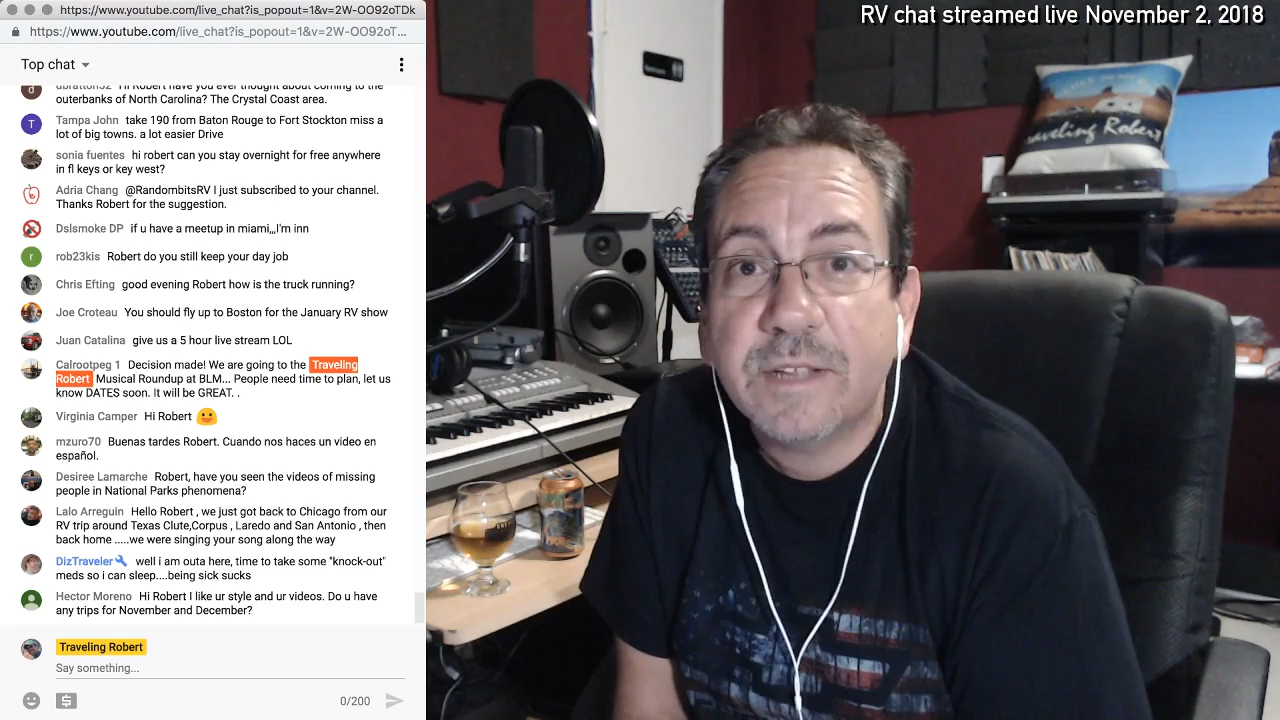 https://www.youtube.com/live_chat?is_popout=1&v=2W-OO92oTDk
RV chat streamed live November 2, 2018
https://www.youtube.com/live_chat?is_popout=1&v=2W-OO92oT...
Top chat
dbratton32 Hi Robert have you ever thought about coming to the
outerbanks of North Carolina? The Crystal Coast area.
T
Tampa John take 190 from Baton Rouge to Fort Stockton miss a
lot of big towns. a lot easier Drive
sonia fuentes hi robert can you stay overnight for free anywhere
in fl keys or key west?
Adria Chang @RandombitsRV I just subscribed to your channel.
Thanks Robert for the suggestion.
Dslsmoke DP if u have a meetup in miami,,,I'm inn
r
rob23kis Robert do you still keep your day job
Chris Efting good evening Robert how is the truck running?
Joe Croteau You should fly up to Boston for the January RV show
Juan Catalina give us a 5 hour live stream LOL
Calrootpeg 1 Decision made! We are going to the Traveling
Robert Musical Roundup at BLM... People need time to plan, let us
know DATES soon. It will be GREAT. .
Virginia Camper Hi Robert
mzuro70 Buenas tardes Robert. Cuando nos haces un video en
español.
Desiree Lamarche Robert, have you seen the videos of missing
people in National Parks phenomena?
Lalo Arreguin Hello Robert , we just got back to Chicago from our
RV trip around Texas Clute,Corpus , Laredo and San Antonio , then
back home .....we were singing your song along the way
DizTraveler well i am outa here, time to take some "knock-out"
meds so i can sleep....being sick sucks
Hector Moreno Hi Robert I like ur style and ur videos. Do u have
any trips for November and December?
Traveling Robert
Say something...
0/200
Traveling Robert